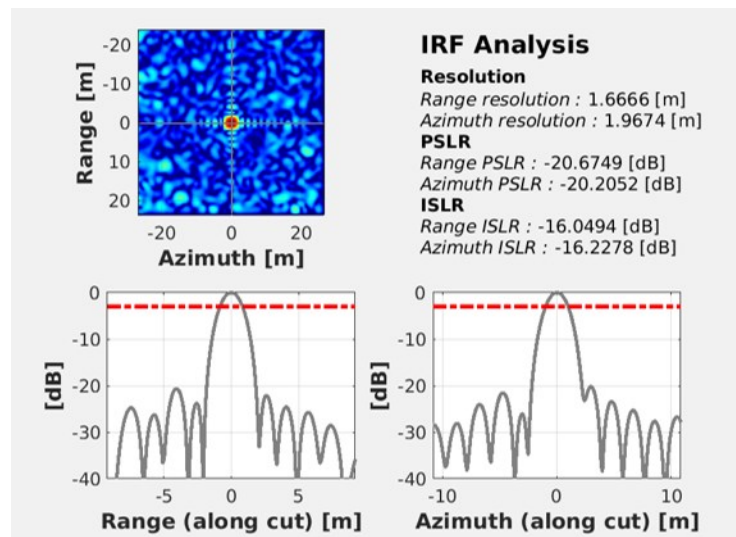 IRF Analysis
Resolution
Range resolution : 1.6666 [m]
Azimuth resolution : 1.9674 [m]
PSLR
Range PSLR : -20.6749 [dB]
Azimuth PSLR : -20.2052 [dB]
ISLR
Range ISLR : -16.0494 [dB]
Azimuth ISLR : -16.2278 [dB]
Range [m]
-20
-10
0
10
20
-20 0 20
Azimuth [m]
[dB]
0
-10
-20
-30
-40
-5 0 5
Range (along cut) [m]
[dB]
0
-10
-20
-30
-40
-10 0 10
Azimuth (along cut) [m]